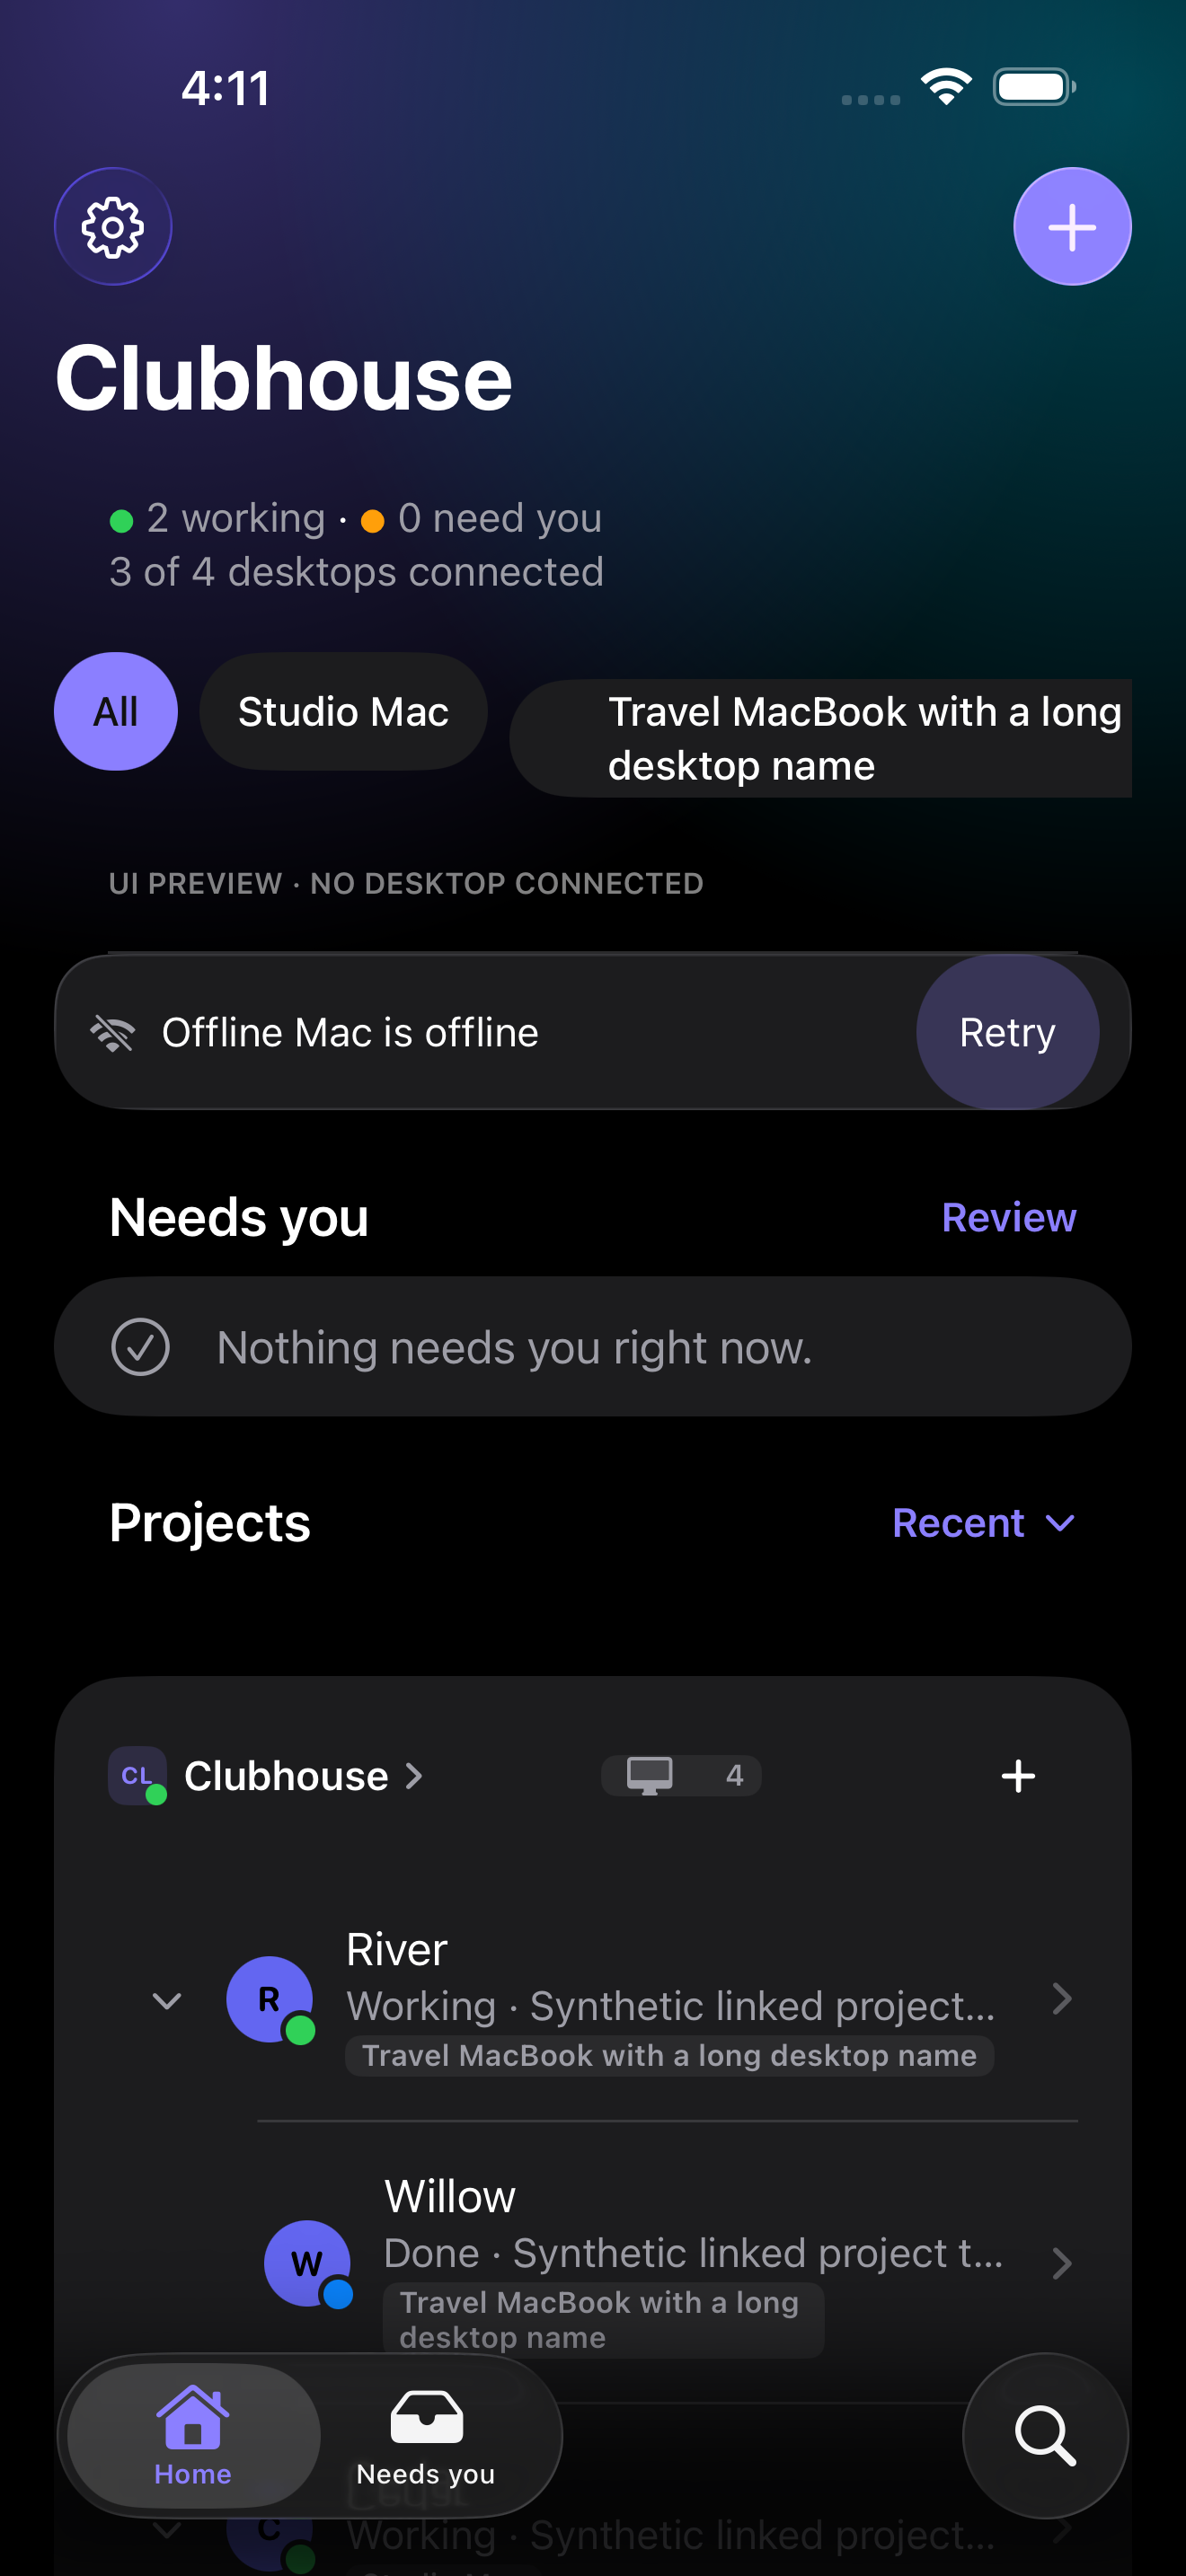 4:11
Clubhouse
2 working · 0 need you
3 of 4 desktops connected
All
Studio Mac
Travel MacBook with a long
desktop name
UI PREVIEW · NO DESKTOP CONNECTED
Offline Mac is offline
Retry
Needs you
Review
Nothing needs you right now.
Projects
Recent
CL
Clubhouse
4
R
River
Working · Synthetic linked project...
Travel MacBook with a long desktop name
W
Willow
Done · Synthetic linked project t...
Travel MacBook with a long
desktop name
Home
Needs you
C
Working · Synthetic linked project...